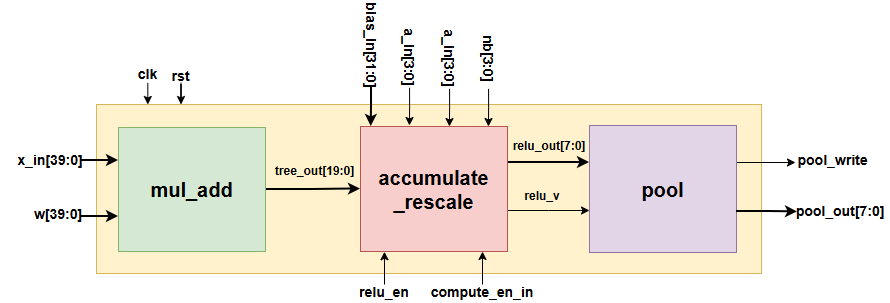 bias_in[31:0]
a_in[3:0]
a_in[3:0]
nb[3:0]
clk
rst
x_in[39:0]
w[39:0]
mul_add
tree_out[19:0]
accumulate
_rescale
relu_out[7:0]
relu_v
pool
pool_write
pool_out[7:0]
relu_en
compute_en_in